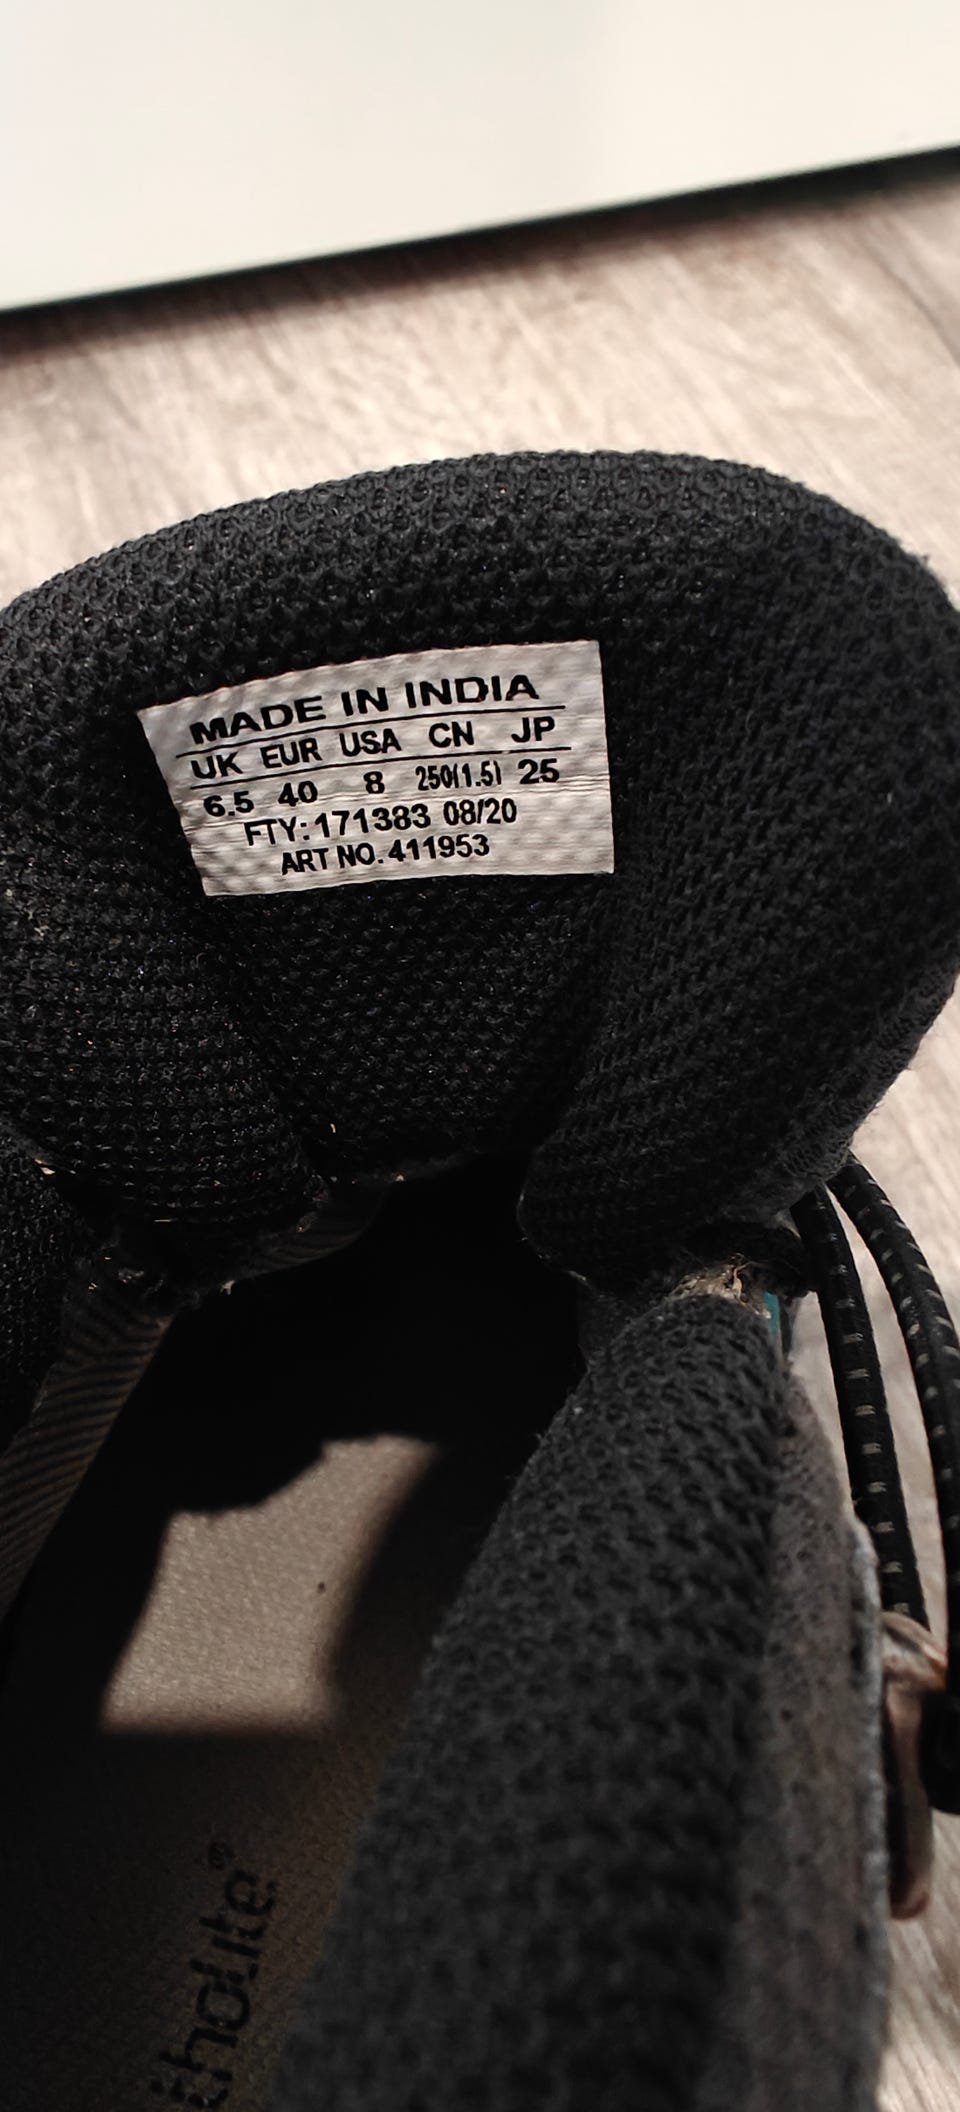 MADE IN INDIA
UK EUR USA CN JP
6.5 40 8 250(1.5) 25
FTY:171383 08/20
ART NO. 411953
tholite®